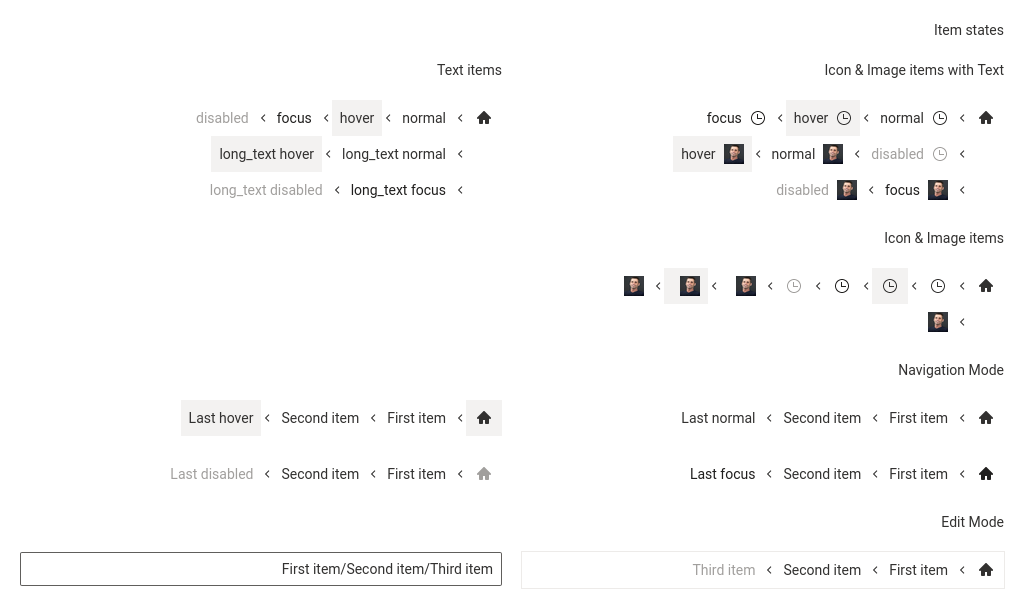 Item states
Text items
disabled < focus < hover < normal <
long_text hover < long_text normal <
long_text disabled < long_text focus <
Icon & Image items with Text
focus < hover < normal <
hover < normal < disabled <
disabled < focus <
Icon & Image items
< < < < < < <
<
Navigation Mode
Last hover < Second item < First item <
Last normal < Second item < First item <
Last disabled < Second item < First item <
Last focus < Second item < First item <
Edit Mode
First item/Second item/Third item
Third item < Second item < First item <